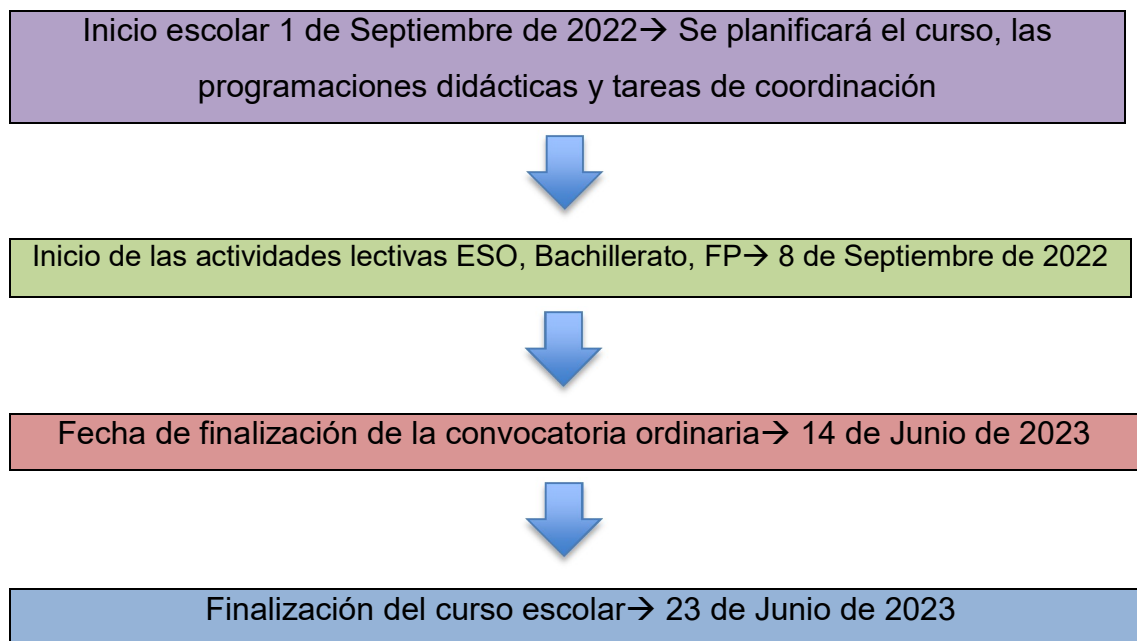 Inicio escolar 1 de Septiembre de 2022→ Se planificará el curso, las
programaciones didácticas y tareas de coordinación
Inicio de las actividades lectivas ESO, Bachillerato, FP→ 8 de Septiembre de 2022
Fecha de finalización de la convocatoria ordinaria→ 14 de Junio de 2023
Finalización del curso escolar→ 23 de Junio de 2023